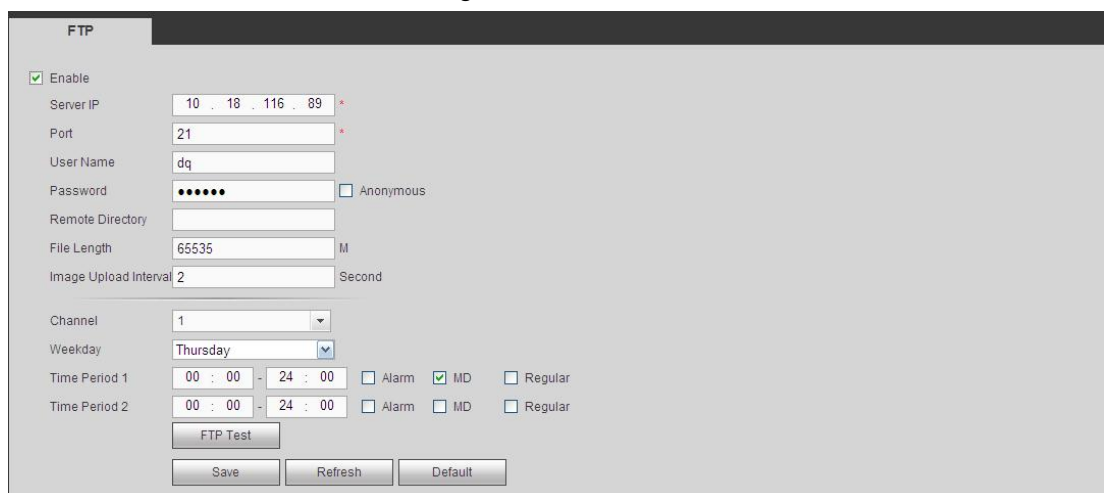 FTP
Enable
Server IP 10 . 18 . 116 . 89 *
Port 21 *
User Name dq
Password ●●●●●● Anonymous
Remote Directory
File Length 65535 M
Image Upload Interval 2 Second
Channel 1
Weekday Thursday
Time Period 1 00 : 00 - 24 : 00 Alarm MD Regular
Time Period 2 00 : 00 - 24 : 00 Alarm MD Regular
FTP Test
Save Refresh Default